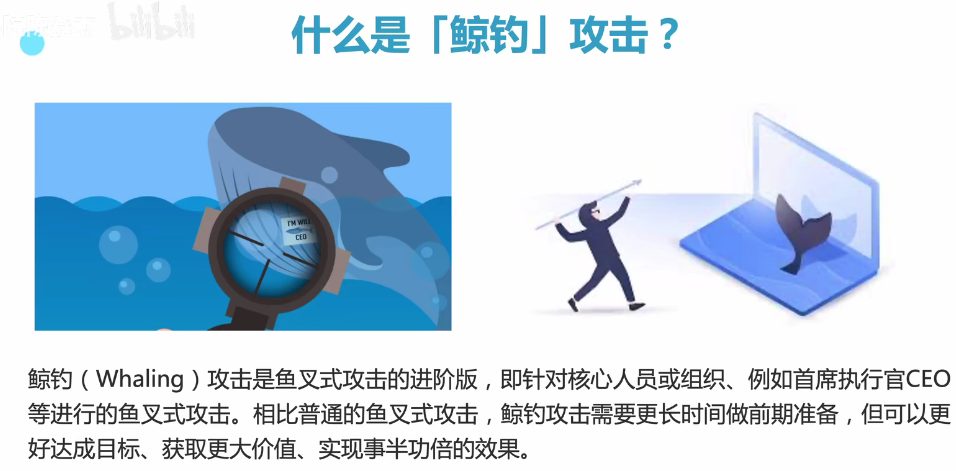 bilibili
什么是「鲸钓」攻击？
I'M WILL
CEO
鲸钓（Whaling）攻击是鱼叉式攻击的进阶版，即针对核心人员或组织、例如首席执行官CEO
等进行的鱼叉式攻击。相比普通的鱼叉式攻击，鲸钓攻击需要更长时间做前期准备，但可以更
好达成目标、获取更大价值、实现事半功倍的效果。